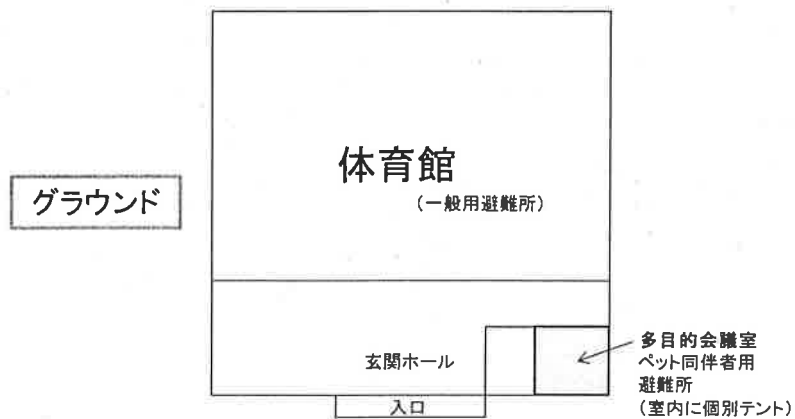 体育館
(一般用避難所)
グラウンド
玄関ホール
入口
多目的会議室
ペット同伴者用
避難所
(室内に個別テント)